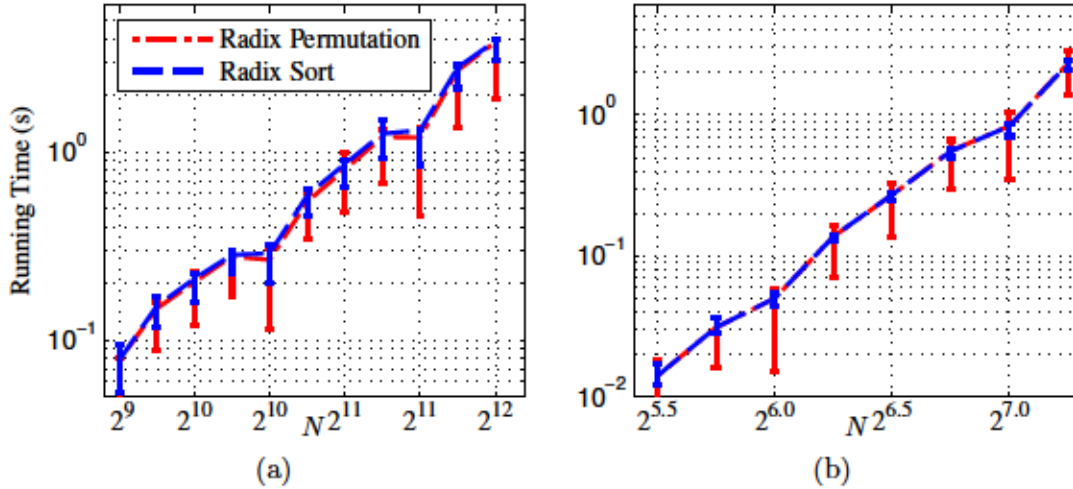 Radix Permutation
Radix Sort
Running Time (s)
10^0
10^-1
2^9 2^10 2^10 N 2^11 2^11 2^12
(a)
10^0
10^-1
10^-2
2^5.5 2^6.0 N 2^6.5 2^7.0
(b)